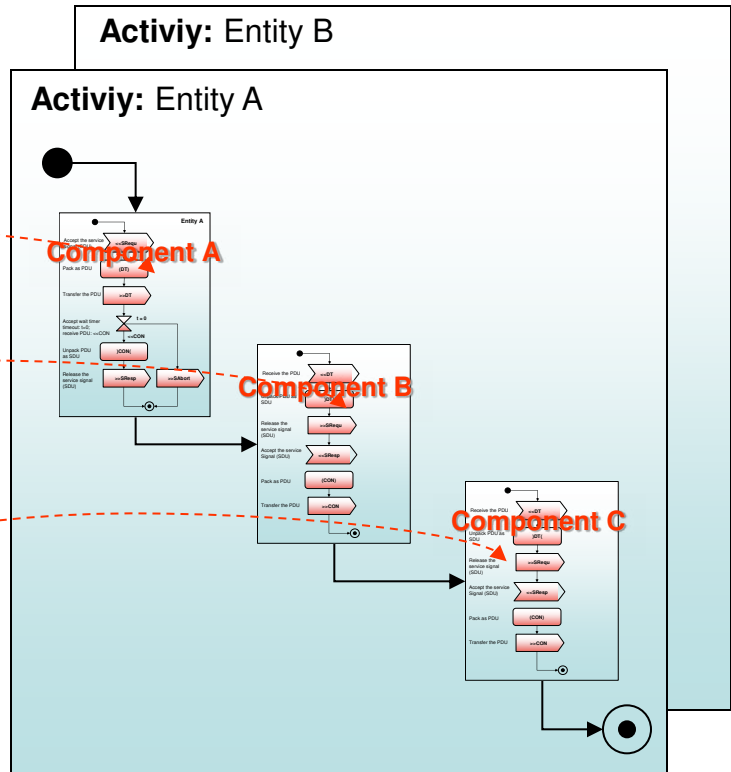 Activiy: Entity B
Activiy: Entity A
Entity A
Component A
Accept the service
<=SRequ
Pack as PDU
(DT)
Transfer the PDU
>=DT
Accept wait timer
timeout: t=0;
receive PDU: <=CON
t = 0
<=CON
Unpack PDU
as SDU
)CON(
Release the
service signal
(SDU)
>=SResp
>=SAbort
Component B
Receive the PDU
<=DT
SDU
Release the
service signal
(SDU)
>=SRequ
Accept the service
Signal (SDU)
<=SResp
Pack as PDU
(CON)
Transfer the PDU
>=CON
Component C
Receive the PDU
<=DT
Unpack PDU as
SDU
)DT(
Release the
service signal
(SDU)
>=SRequ
Accept the service
Signal (SDU)
<=SResp
Pack as PDU
(CON)
Transfer the PDU
>=CON